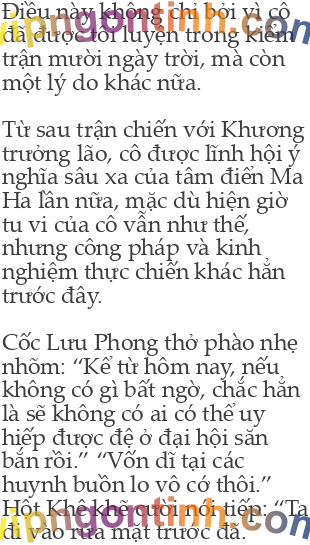 Điều này không chỉ bởi vì cô
đã được tôi luyện trong kiếm
trận mười ngày trời, mà còn
một lý do khác nữa.
Từ sau trận chiến với Khương
trưởng lão, cô được lĩnh hội ý
nghĩa sâu xa của tâm điển Ma
Ha lần nữa, mặc dù hiện giờ
tu vi của cô vẫn như thế,
nhưng công pháp và kinh
nghiệm thực chiến khác hẳn
trước đây.
Cốc Lưu Phong thở phào nhẹ
nhõm: “Kể từ hôm nay, nếu
không có gì bất ngờ, chắc hẳn
là sẽ không có ai có thể uy
hiếp được đệ ở đại hội săn
bắn rồi.” “Vốn dĩ tại các
huynh buồn lo vô cớ thôi.”
Hột Khê khẽ cười nói tiếp: “Ta
đi vào rửa mặt trước đã.
vipngontinh.com
vipngontinh.com